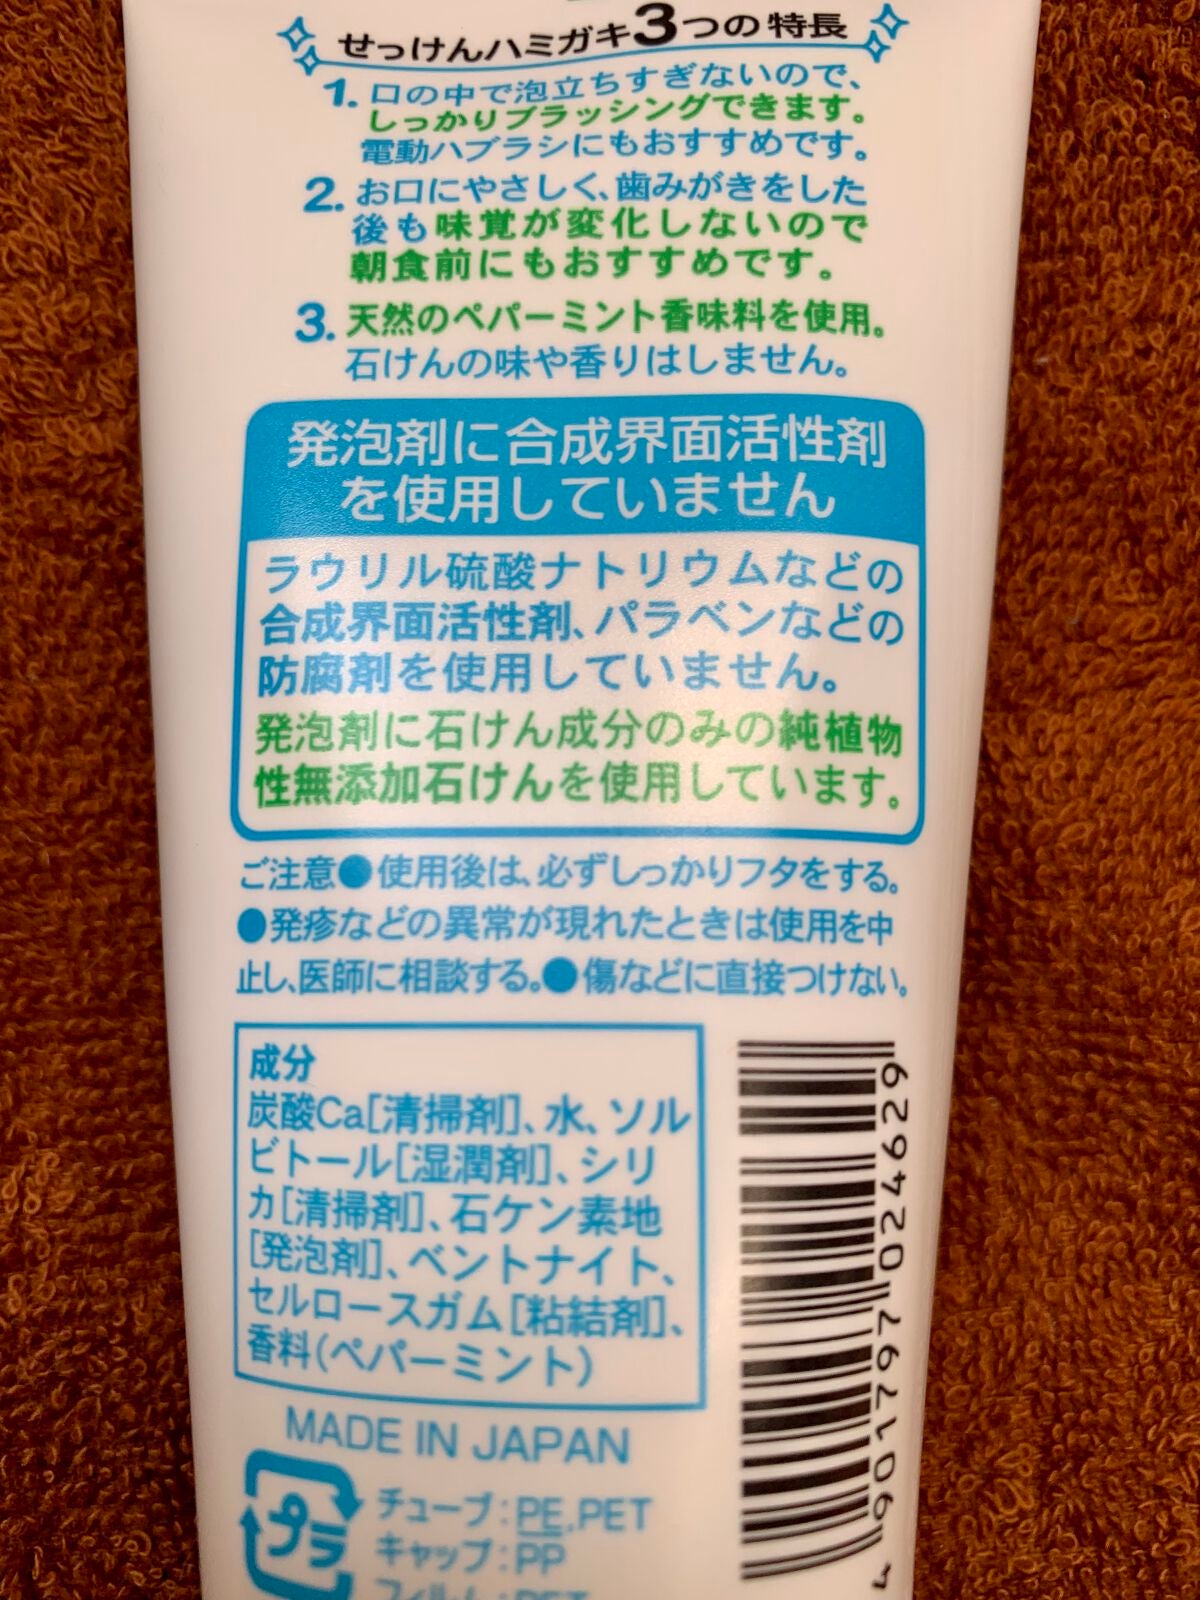 せっけんハミガキ3つの特長
1. 口の中で泡立ちすぎないので、
しっかりブラッシングできます。
電動ハブラシにもおすすめです。
2. お口にやさしく、歯みがきをした
後も味覚が変化しないので
朝食前にもおすすめです。
3. 天然のペパーミント香味料を使用。
石けんの味や香りはしません。
発泡剤に合成界面活性剤
を使用していません
ラウリル硫酸ナトリウムなどの
合成界面活性剤、パラベンなどの
防腐剤を使用していません。
発泡剤に石けん成分のみの純植物
性無添加石けんを使用しています。
ご注意●使用後は、必ずしっかりフタをする。
●発疹などの異常が現れたときは使用を中
止し、医師に相談する。●傷などに直接つけない。
成分
炭酸Ca[清掃剤]、水、ソル
ビトール[湿潤剤]、シリ
カ[清掃剤]、石ケン素地
[発泡剤]、ベントナイト、
セルロースガム[粘結剤]、
香料(ペパーミント)
4 901797 024629
MADE IN JAPAN
プラ
チューブ:PE,PET
キャップ:PP
フィルム:PET